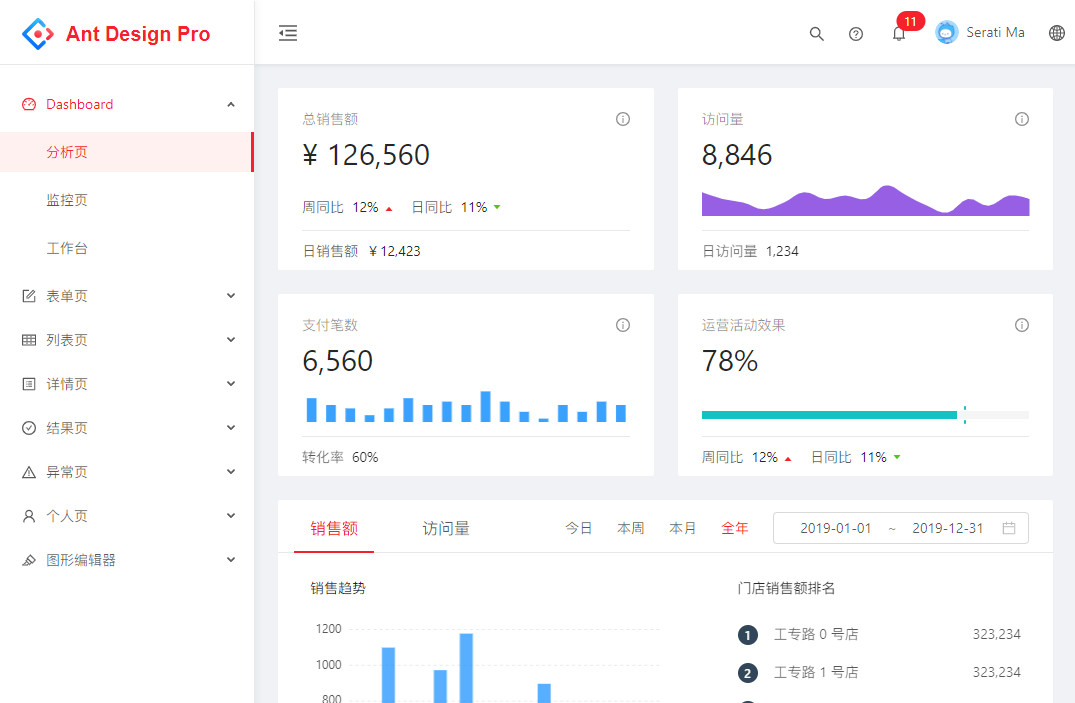 Ant Design Pro
11
Serati Ma
Dashboard
分析页
监控页
工作台
表单页
列表页
详情页
结果页
异常页
个人页
图形编辑器
总销售额
¥ 126,560
周同比 12% 日同比 11%
日销售额 ¥ 12,423
访问量
8,846
日访问量 1,234
支付笔数
6,560
转化率 60%
运营活动效果
78%
周同比 12% 日同比 11%
销售额 访问量 今日 本周 本月 全年 2019-01-01 ~ 2019-12-31
销售趋势
1200
1000
800
门店销售额排名
1 工专路 0 号店 323,234
2 工专路 1 号店 323,234